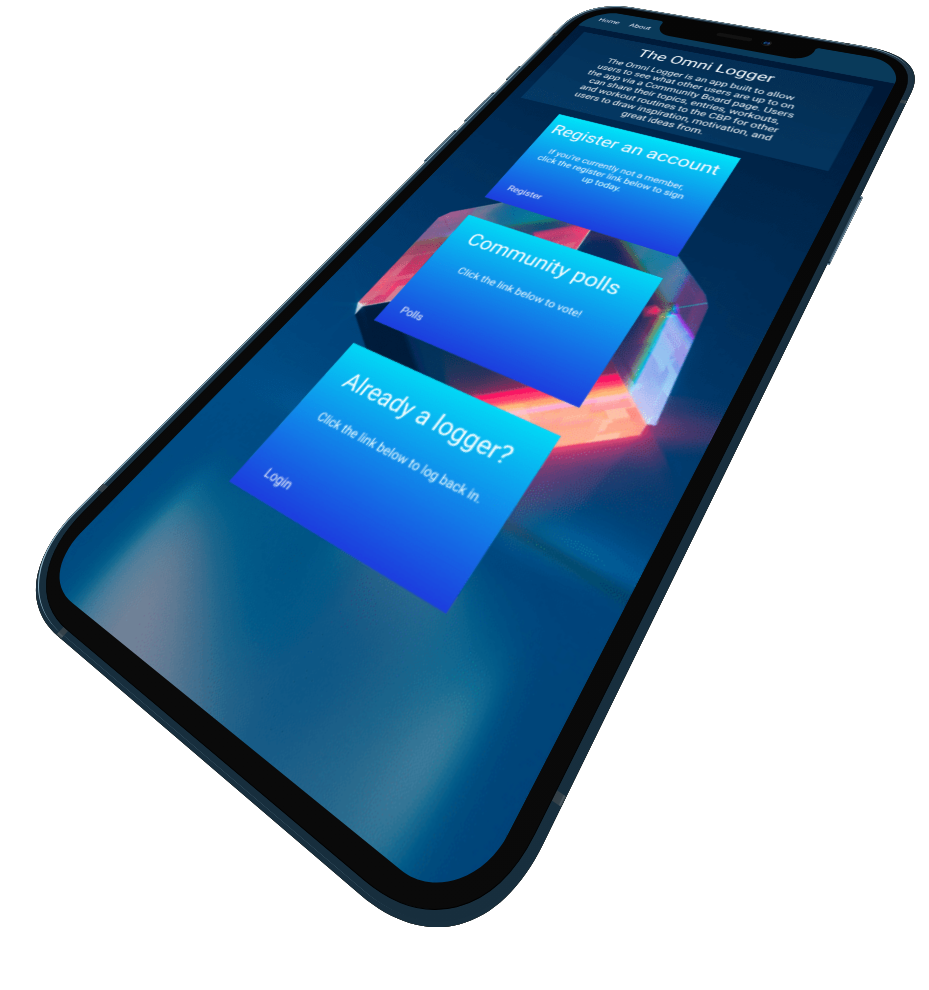 Home About
The Omni Logger
The Omni Logger is an app built to allow
users to see what other users are up to on
the app via a Community Board page. Users
can share their topics, entries, workouts,
and workout routines to the CBP for other
users to draw inspiration, motivation, and
great ideas from.
Register an account
If you're currently not a member,
click the register link below to sign
up today.
Register
Community polls
Click the link below to vote!
Polls
Already a logger?
Click the link below to log back in.
Login